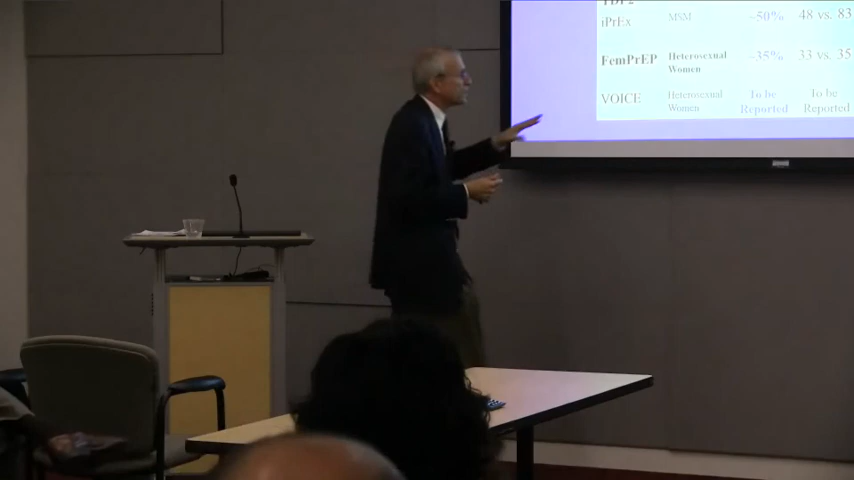 TDF2
iPrEx MSM ~50% 48 vs. 83
FemPrEP Heterosexual Women ~35% 33 vs. 35
VOICE Heterosexual Women To be Reported To be Reported